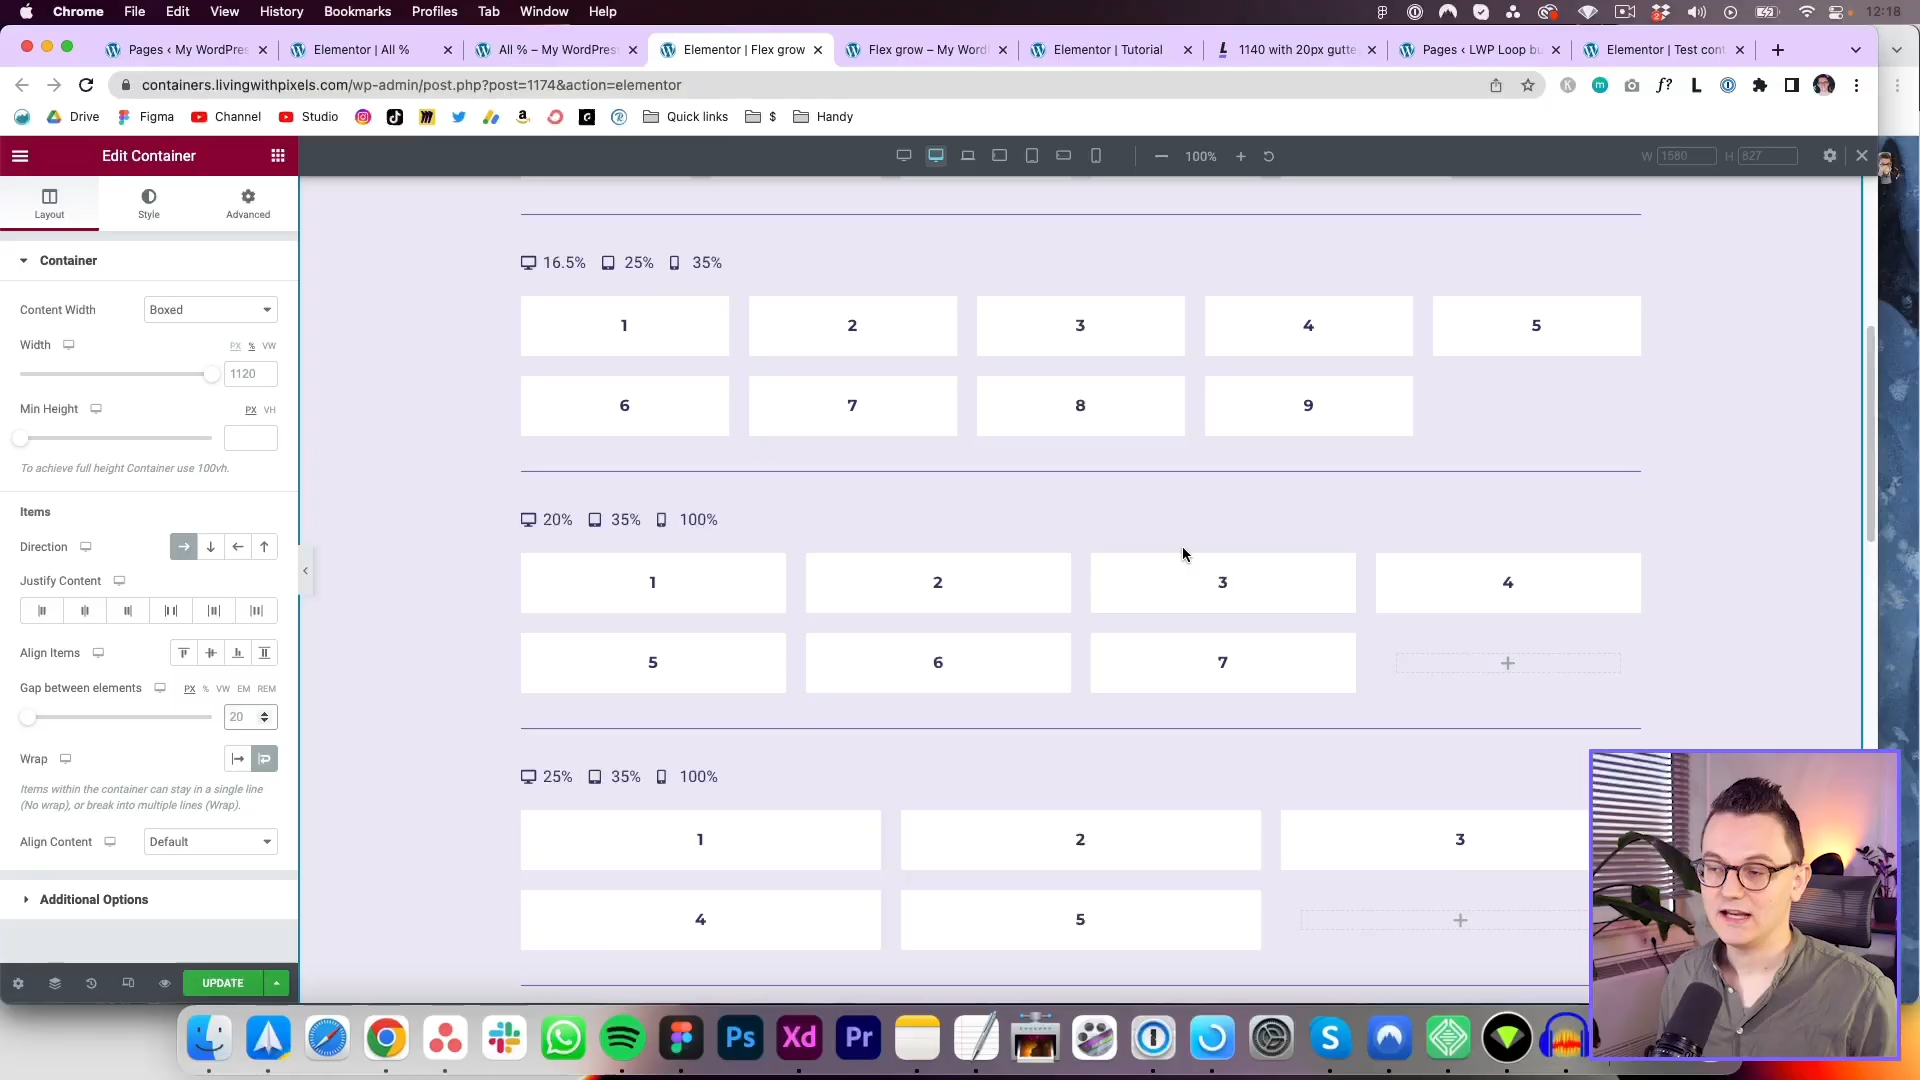 Chrome File Edit View History Bookmarks Profiles Tab Window Help 12:18
Pages ‹ My WordPres Elementor | All % All % – My WordPress Elementor | Flex grow Flex grow – My Word Elementor | Tutorial 1140 with 20px gutte Pages ‹ LWP Loop bu Elementor | Test cont
containers.livingwithpixels.com/wp-admin/post.php?post=1174&action=elementor
Drive Figma Channel Studio Quick links $ Handy
Edit Container 100% W 1580 H 827
Layout Style Advanced
Container
Content Width Boxed
Width PX % VW
1120
Min Height PX VH
To achieve full height Container use 100vh.
Items
Direction
Justify Content
Align Items
Gap between elements PX % VW EM REM
20
Wrap
Items within the container can stay in a single line
(No wrap), or break into multiple lines (Wrap).
Align Content Default
Additional Options
UPDATE
16.5% 25% 35%
1 2 3 4 5
6 7 8 9
20% 35% 100%
1 2 3 4
5 6 7
25% 35% 100%
1 2 3
4 5
Ps Xd Pr